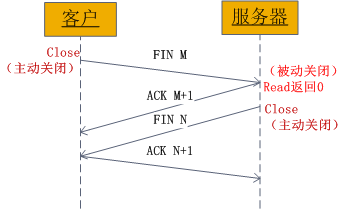 客户
服务器
Close
（主动关闭）
FIN M
（被动关闭）
Read返回0
ACK M+1
FIN N
Close
（主动关闭）
ACK N+1